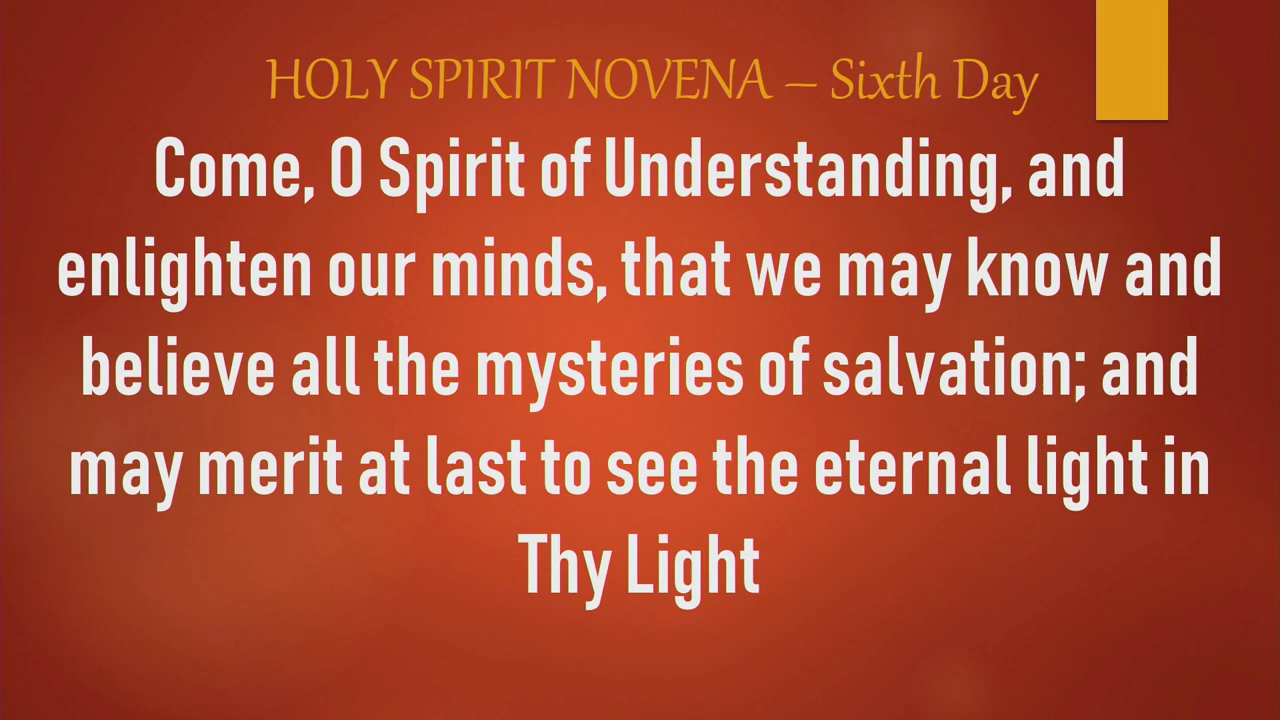 HOLY SPIRIT NOVENA – Sixth Day
Come, O Spirit of Understanding, and
enlighten our minds, that we may know and
believe all the mysteries of salvation; and
may merit at last to see the eternal light in
Thy Light